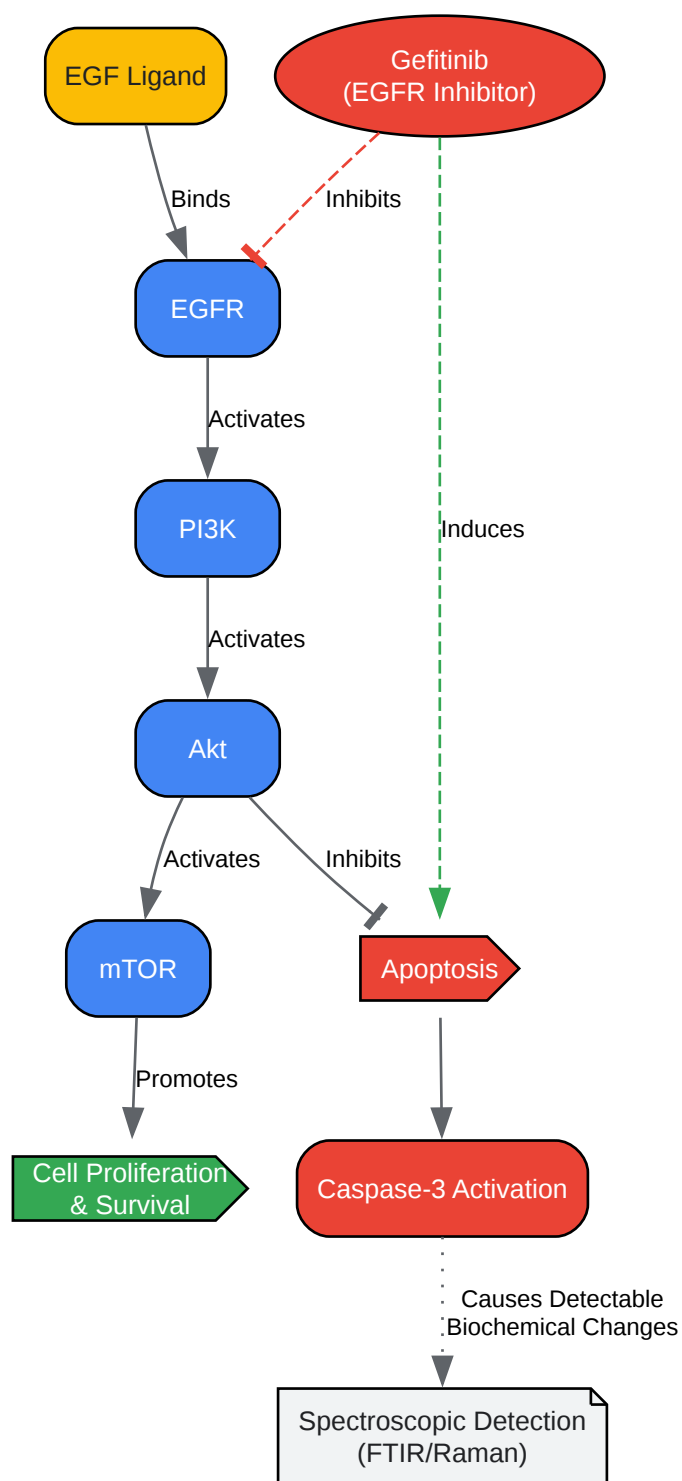 EGF Ligand
Gefitinib
(EGFR Inhibitor)
Binds
Inhibits
EGFR
Activates
PI3K
Induces
Activates
Akt
Activates
Inhibits
mTOR
Apoptosis
Promotes
Cell Proliferation
& Survival
Caspase-3 Activation
Causes Detectable
Biochemical Changes
Spectroscopic Detection
(FTIR/Raman)